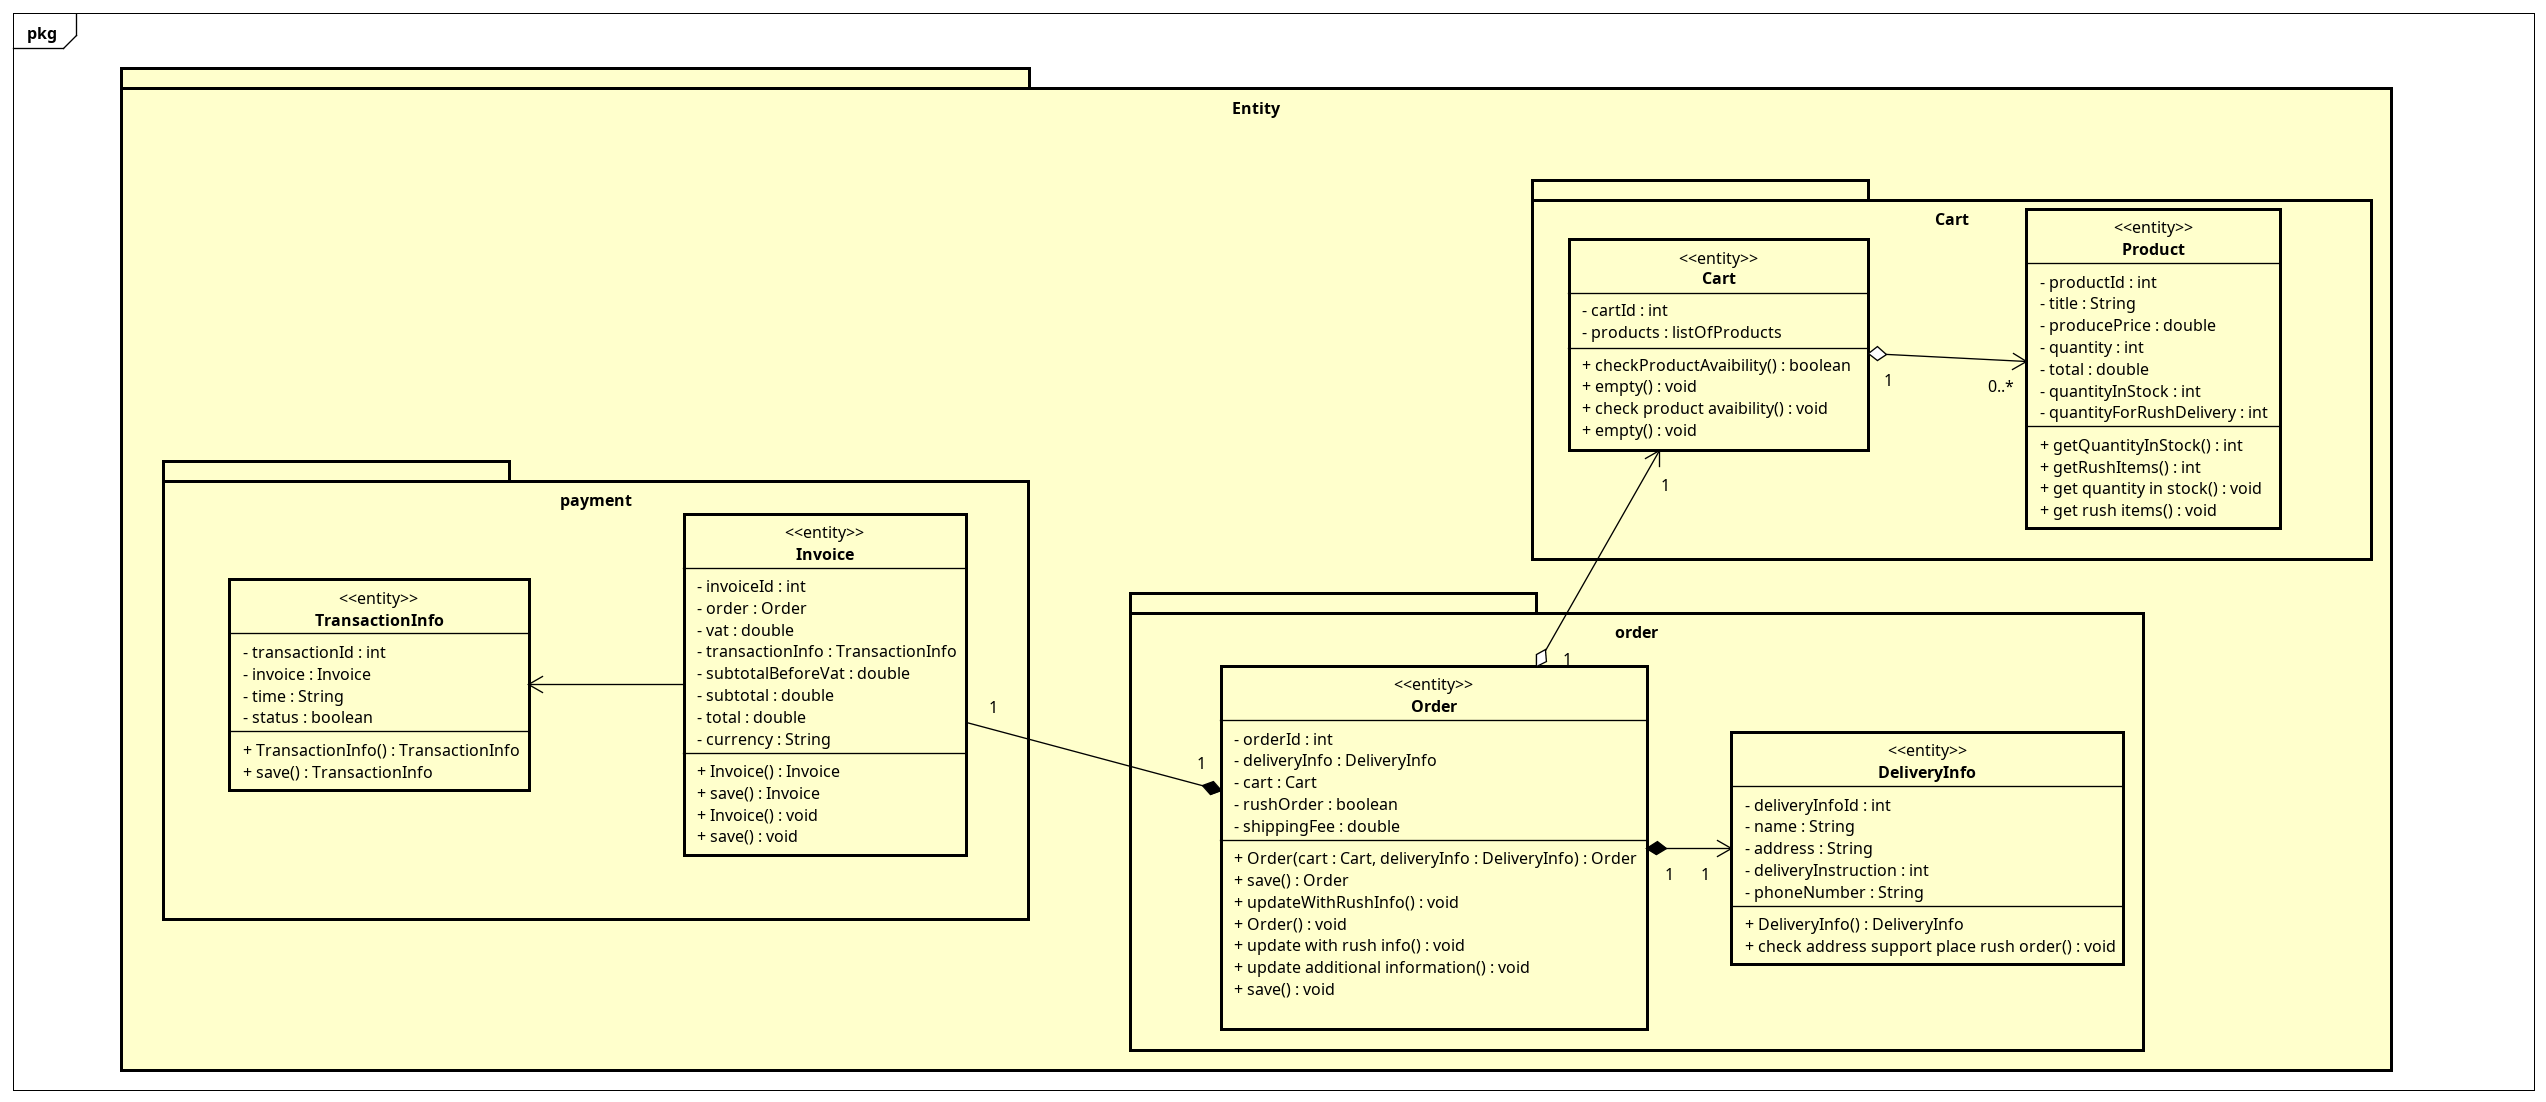 pkg
Entity
Cart
<<entity>>
Cart
- cartId : int
- products : listOfProducts
+ checkProductAvaibility() : boolean
+ empty() : void
+ check product avaibility() : void
+ empty() : void
1
0..*
<<entity>>
Product
- productId : int
- title : String
- producePrice : double
- quantity : int
- total : double
- quantityInStock : int
- quantityForRushDelivery : int
+ getQuantityInStock() : int
+ getRushItems() : int
+ get quantity in stock() : void
+ get rush items() : void
1
1
payment
<<entity>>
TransactionInfo
- transactionId : int
- invoice : Invoice
- time : String
- status : boolean
+ TransactionInfo() : TransactionInfo
+ save() : TransactionInfo
<<entity>>
Invoice
- invoiceId : int
- order : Order
- vat : double
- transactionInfo : TransactionInfo
- subtotalBeforeVat : double
- subtotal : double
- total : double
- currency : String
+ Invoice() : Invoice
+ save() : Invoice
+ Invoice() : void
+ save() : void
1
1
order
<<entity>>
Order
- orderId : int
- deliveryInfo : DeliveryInfo
- cart : Cart
- rushOrder : boolean
- shippingFee : double
+ Order(cart : Cart, deliveryInfo : DeliveryInfo) : Order
+ save() : Order
+ updateWithRushInfo() : void
+ Order() : void
+ update with rush info() : void
+ update additional information() : void
+ save() : void
1
1
<<entity>>
DeliveryInfo
- deliveryInfoId : int
- name : String
- address : String
- deliveryInstruction : int
- phoneNumber : String
+ DeliveryInfo() : DeliveryInfo
+ check address support place rush order() : void